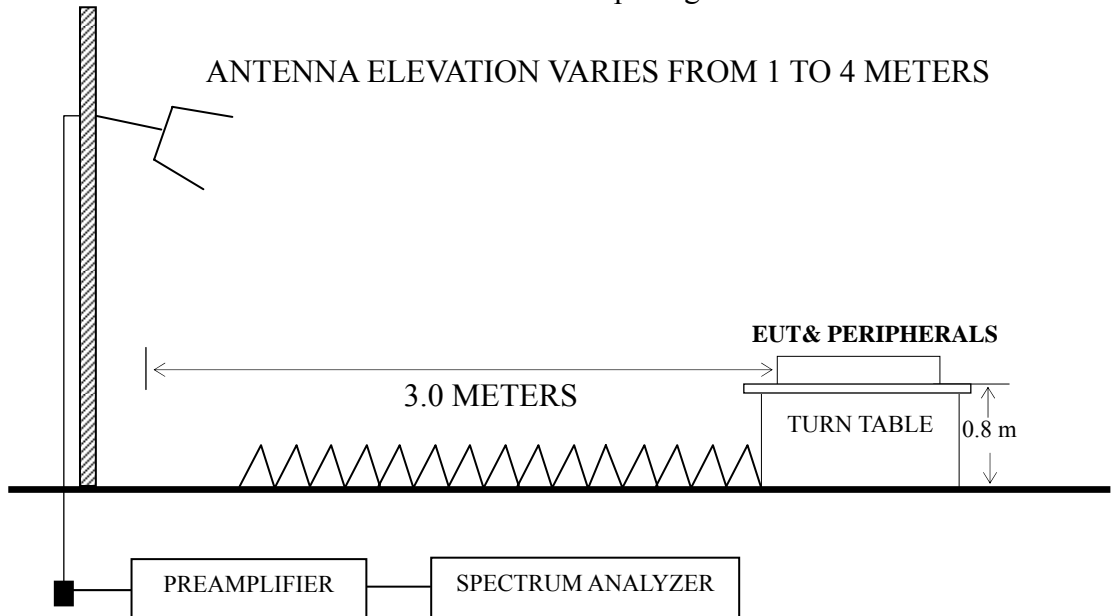 ANTENNA ELEVATION VARIES FROM 1 TO 4 METERS
EUT& PERIPHERALS
3.0 METERS
TURN TABLE
0.8 m
PREAMPLIFIER
SPECTRUM ANALYZER